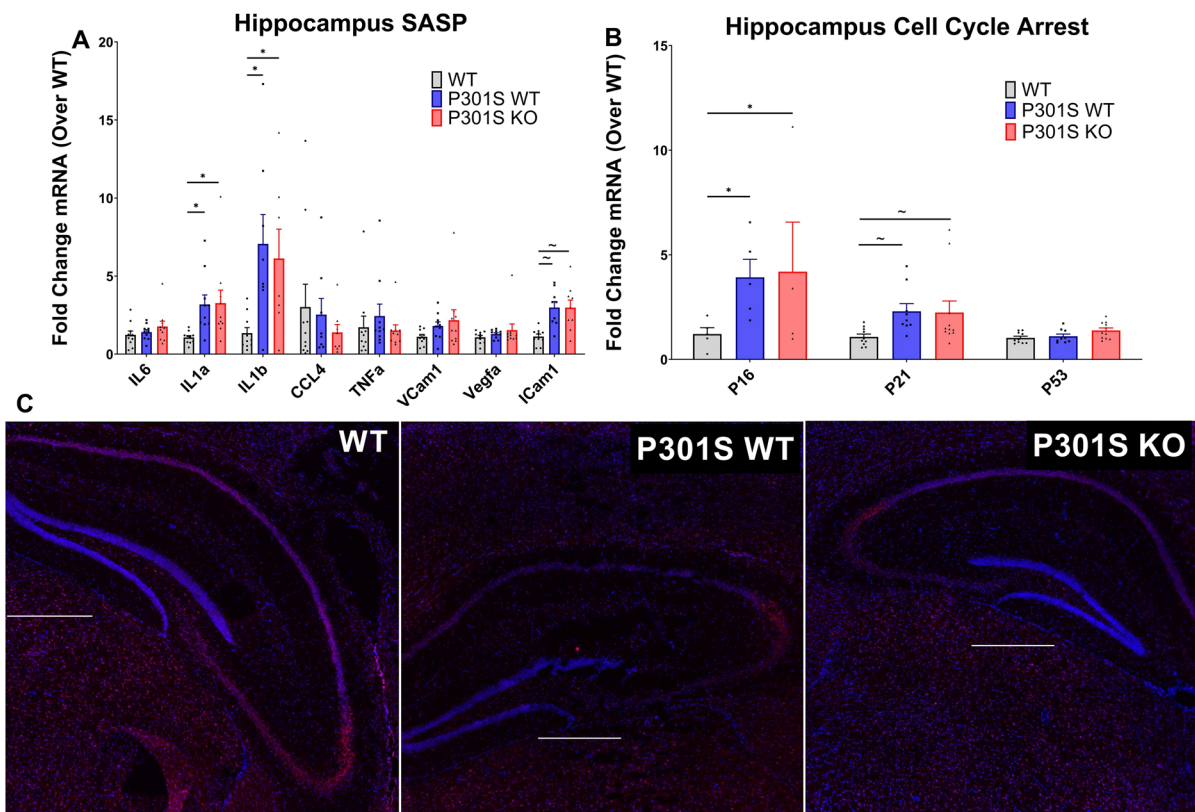 A
Hippocampus SASP
Fold Change mRNA (Over WT)
20
15
10
5
0
* *
* *
* *
~ ~
WT
P301S WT
P301S KO
IL6 IL1a IL1b CCL4 TNFa VCam1 Vegfa ICam1
B
Hippocampus Cell Cycle Arrest
Fold Change mRNA (Over WT)
15
10
5
0
*
*
~
~
WT
P301S WT
P301S KO
P16 P21 P53
C
WT
P301S WT
P301S KO